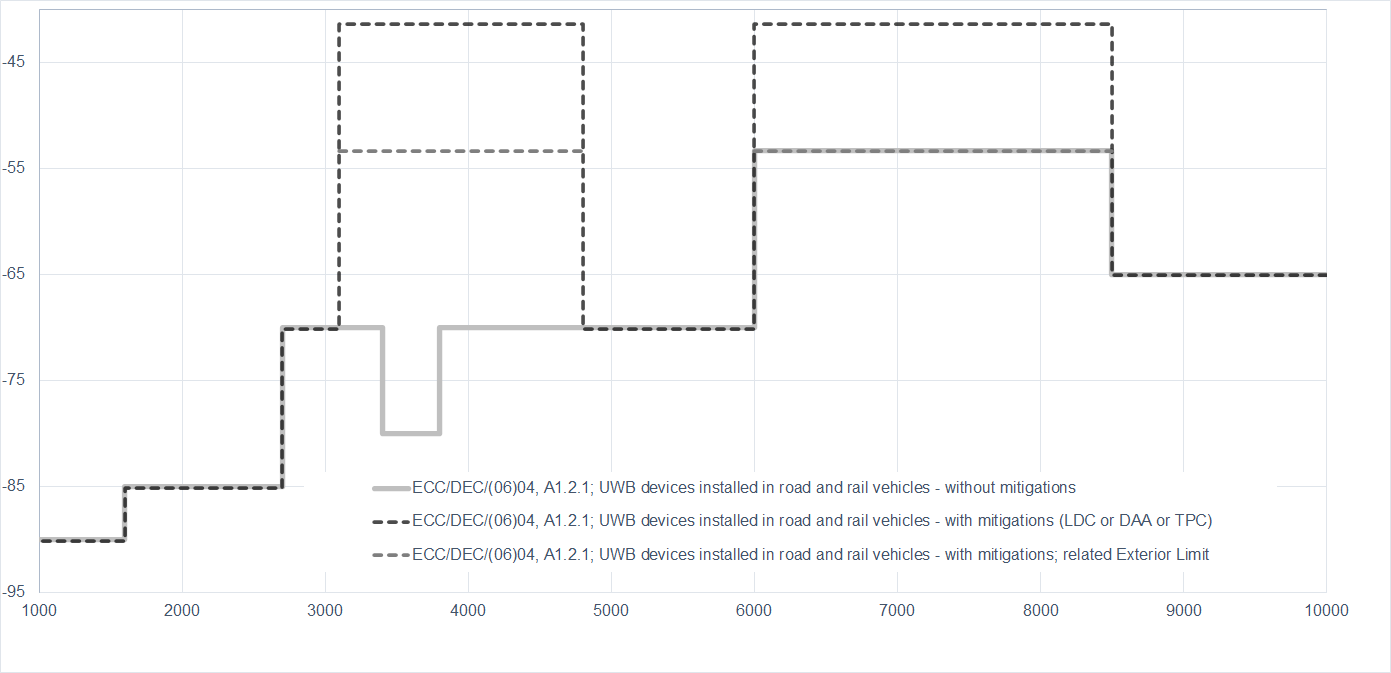 -45
-55
-65
-75
-85
ECC/DEC/(06)04, A1.2.1; UWB devices installed in road and rail vehicles - without mitigations
ECC/DEC/(06)04, A1.2.1; UWB devices installed in road and rail vehicles - with mitigations (LDC or DAA or TPC)
ECC/DEC/(06)04, A1.2.1; UWB devices installed in road and rail vehicles - with mitigations; related Exterior Limit
-95
1000 2000 3000 4000 5000 6000 7000 8000 9000 10000